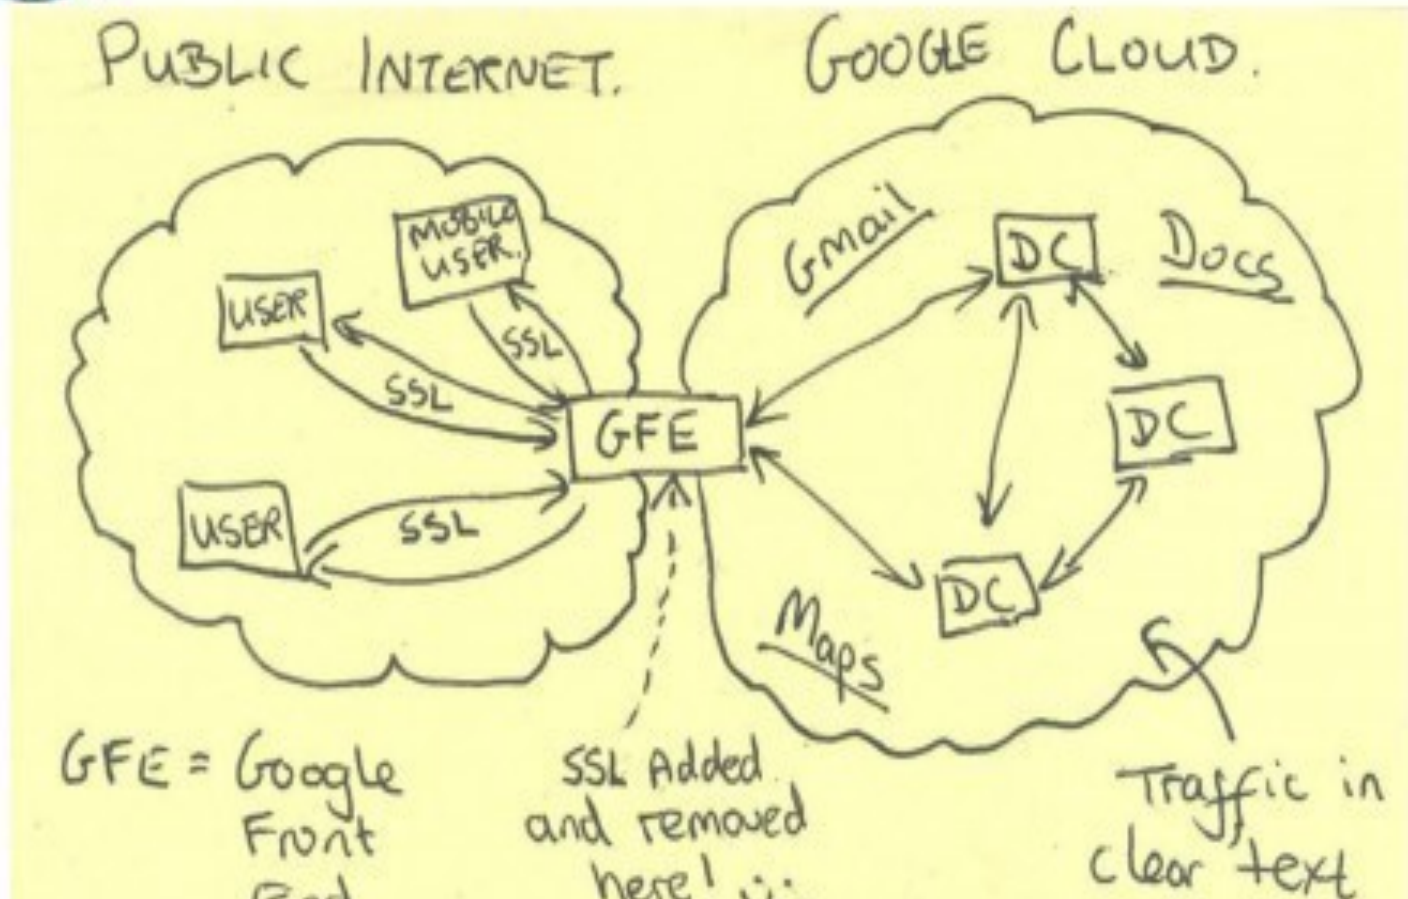 PUBLIC INTERNET.
GOOGLE CLOUD.
MOBILE
USER.
USER
SSL
SSL
USER
SSL
GFE
Gmail
DC
Docs
DC
DC
Maps
GFE = Google
Front
End
SSL Added
and removed
here! :)
Traffic in
clear text